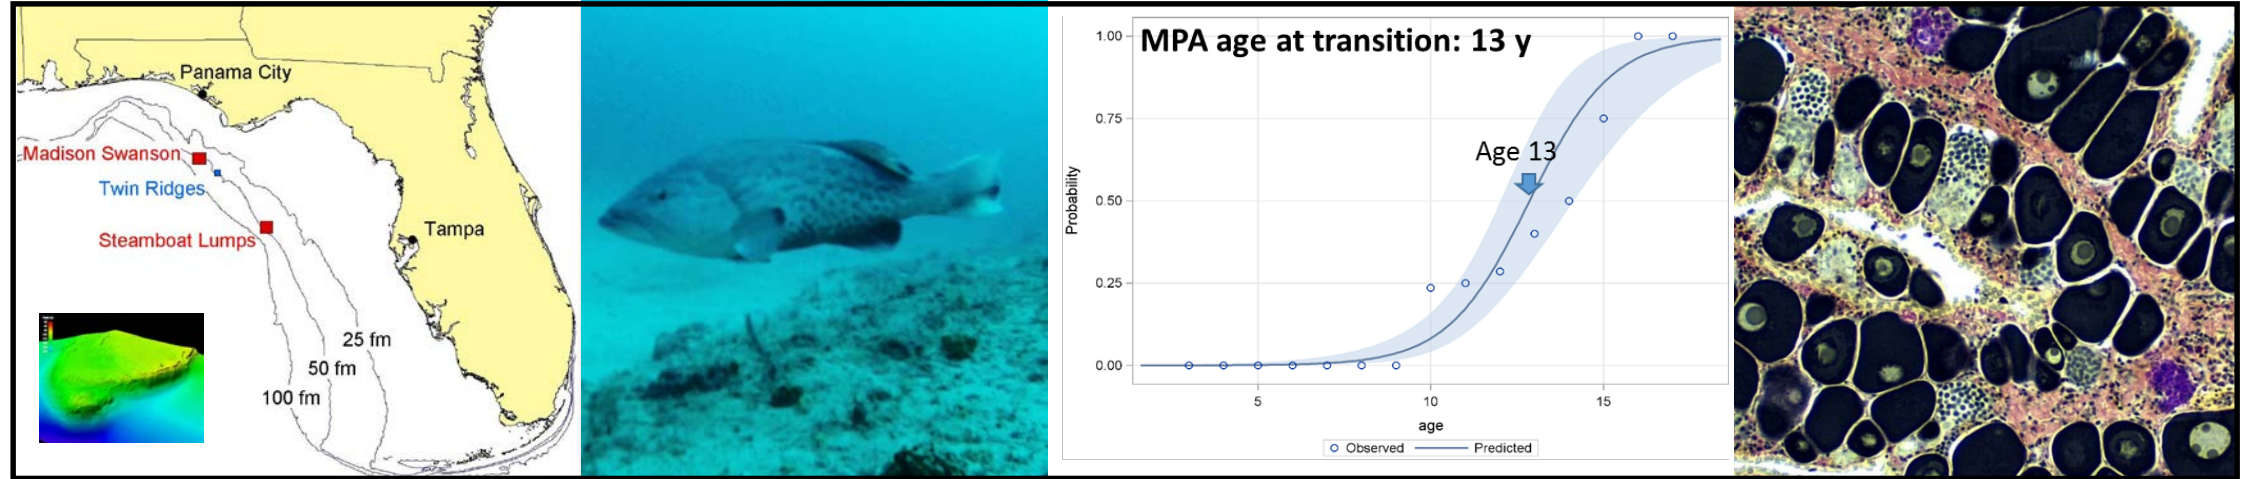 Panama City
Madison Swanson
Twin Ridges
Steamboat Lumps
Tampa
25 fm
50 fm
100 fm
MPA age at transition: 13 y
Age 13
Probability
1.00
0.75
0.50
0.25
0.00
5 10 15
age
Observed Predicted